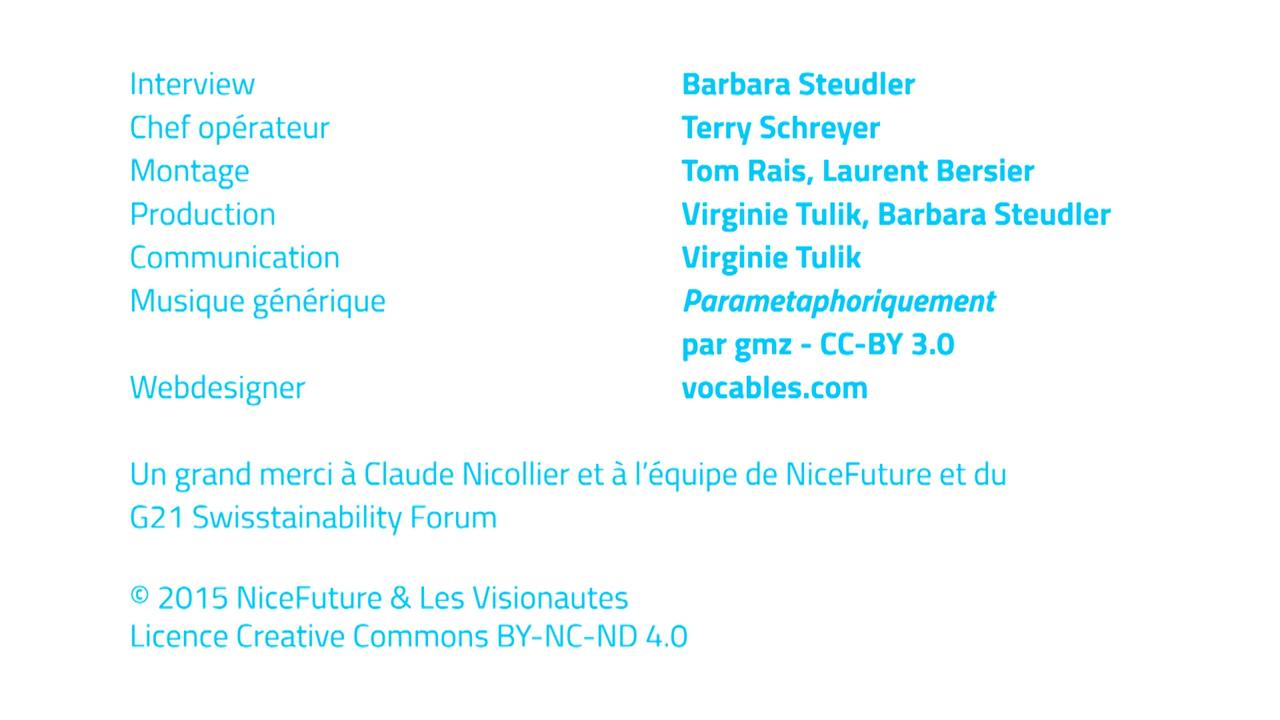 Interview Barbara Steudler
Chef opérateur Terry Schreyer
Montage Tom Rais, Laurent Bersier
Production Virginie Tulik, Barbara Steudler
Communication Virginie Tulik
Musique générique Parametaphoriquement
par gmz - CC-BY 3.0
Webdesigner vocables.com
Un grand merci à Claude Nicollier et à l’équipe de NiceFuture et du
G21 Swisstainability Forum
© 2015 NiceFuture & Les Visionautes
Licence Creative Commons BY-NC-ND 4.0